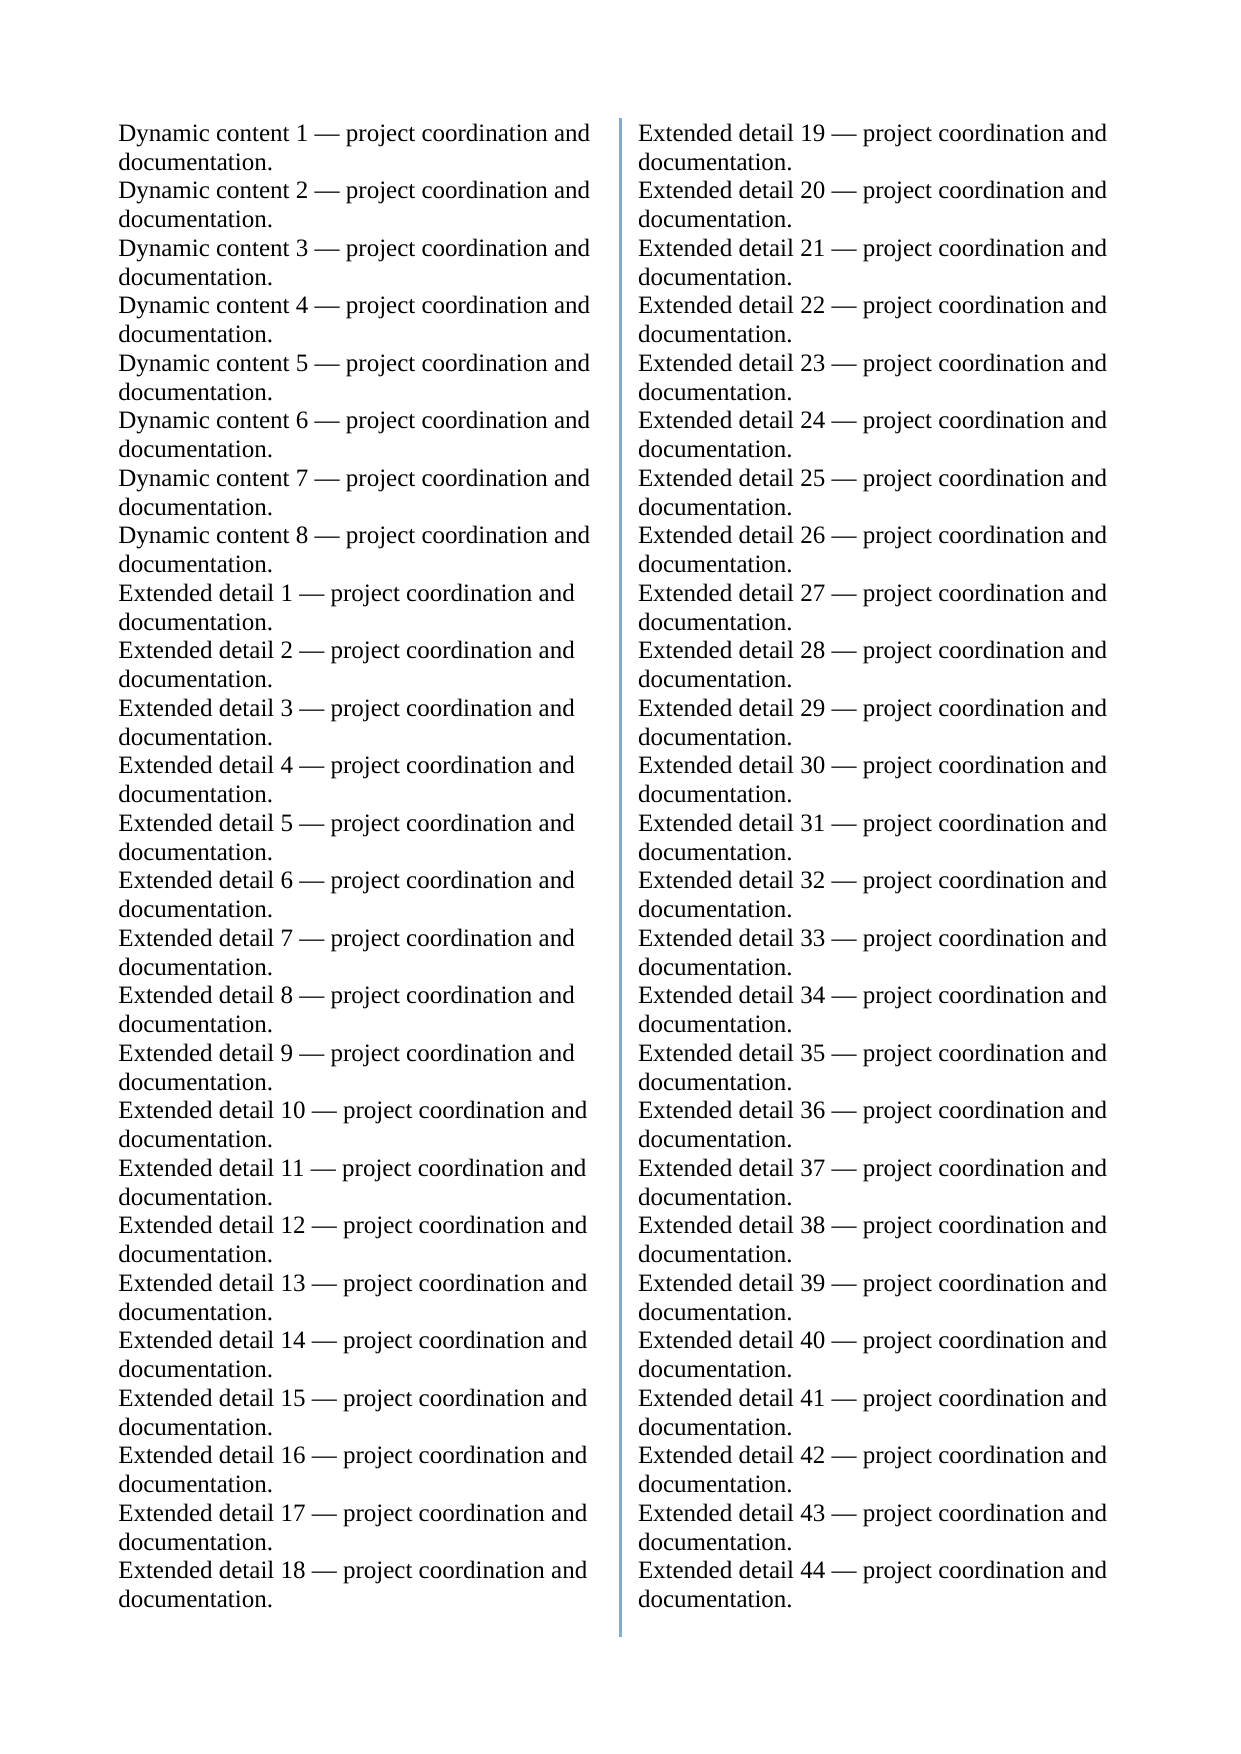 Dynamic content 1 — project coordination and
documentation.
Dynamic content 2 — project coordination and
documentation.
Dynamic content 3 — project coordination and
documentation.
Dynamic content 4 — project coordination and
documentation.
Dynamic content 5 — project coordination and
documentation.
Dynamic content 6 — project coordination and
documentation.
Dynamic content 7 — project coordination and
documentation.
Dynamic content 8 — project coordination and
documentation.
Extended detail 1 — project coordination and
documentation.
Extended detail 2 — project coordination and
documentation.
Extended detail 3 — project coordination and
documentation.
Extended detail 4 — project coordination and
documentation.
Extended detail 5 — project coordination and
documentation.
Extended detail 6 — project coordination and
documentation.
Extended detail 7 — project coordination and
documentation.
Extended detail 8 — project coordination and
documentation.
Extended detail 9 — project coordination and
documentation.
Extended detail 10 — project coordination and
documentation.
Extended detail 11 — project coordination and
documentation.
Extended detail 12 — project coordination and
documentation.
Extended detail 13 — project coordination and
documentation.
Extended detail 14 — project coordination and
documentation.
Extended detail 15 — project coordination and
documentation.
Extended detail 16 — project coordination and
documentation.
Extended detail 17 — project coordination and
documentation.
Extended detail 18 — project coordination and
documentation.
Extended detail 19 — project coordination and
documentation.
Extended detail 20 — project coordination and
documentation.
Extended detail 21 — project coordination and
documentation.
Extended detail 22 — project coordination and
documentation.
Extended detail 23 — project coordination and
documentation.
Extended detail 24 — project coordination and
documentation.
Extended detail 25 — project coordination and
documentation.
Extended detail 26 — project coordination and
documentation.
Extended detail 27 — project coordination and
documentation.
Extended detail 28 — project coordination and
documentation.
Extended detail 29 — project coordination and
documentation.
Extended detail 30 — project coordination and
documentation.
Extended detail 31 — project coordination and
documentation.
Extended detail 32 — project coordination and
documentation.
Extended detail 33 — project coordination and
documentation.
Extended detail 34 — project coordination and
documentation.
Extended detail 35 — project coordination and
documentation.
Extended detail 36 — project coordination and
documentation.
Extended detail 37 — project coordination and
documentation.
Extended detail 38 — project coordination and
documentation.
Extended detail 39 — project coordination and
documentation.
Extended detail 40 — project coordination and
documentation.
Extended detail 41 — project coordination and
documentation.
Extended detail 42 — project coordination and
documentation.
Extended detail 43 — project coordination and
documentation.
Extended detail 44 — project coordination and
documentation.